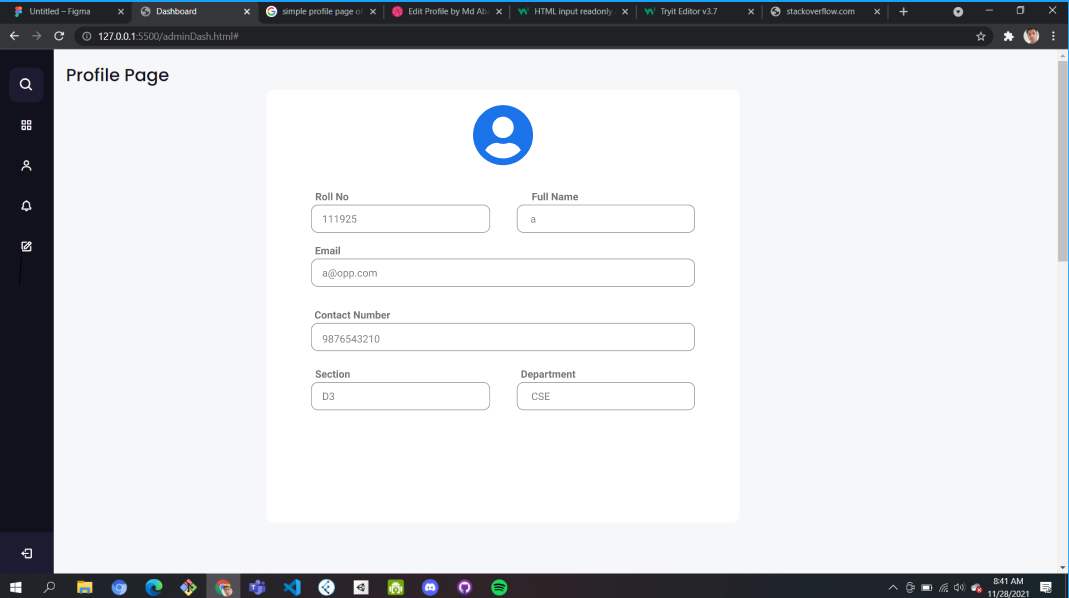 Untitled – Figma
Dashboard
simple profile page of
Edit Profile by Md Aba
HTML input readonly
Tryit Editor v3.7
stackoverflow.com
127.0.0.1:5500/adminDash.html#
Profile Page
Roll No Full Name
111925 a
Email
a@opp.com
Contact Number
9876543210
Section Department
D3 CSE
8:41 AM
11/28/2021